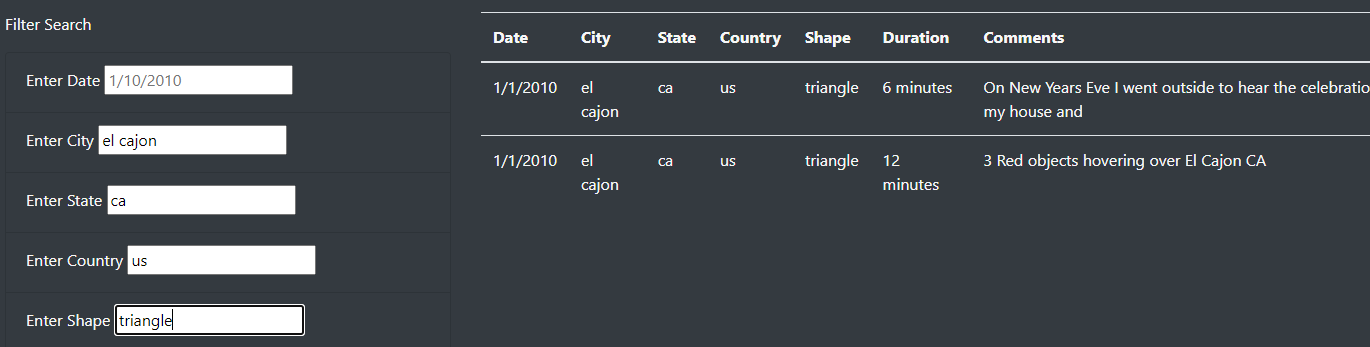 Filter Search
Enter Date 1/10/2010
Enter City el cajon
Enter State ca
Enter Country us
Enter Shape triangle
Date City State Country Shape Duration Comments
1/1/2010 el cajon ca us triangle 6 minutes On New Years Eve I went outside to hear the celebratio
my house and
1/1/2010 el cajon ca us triangle 12 minutes 3 Red objects hovering over El Cajon CA